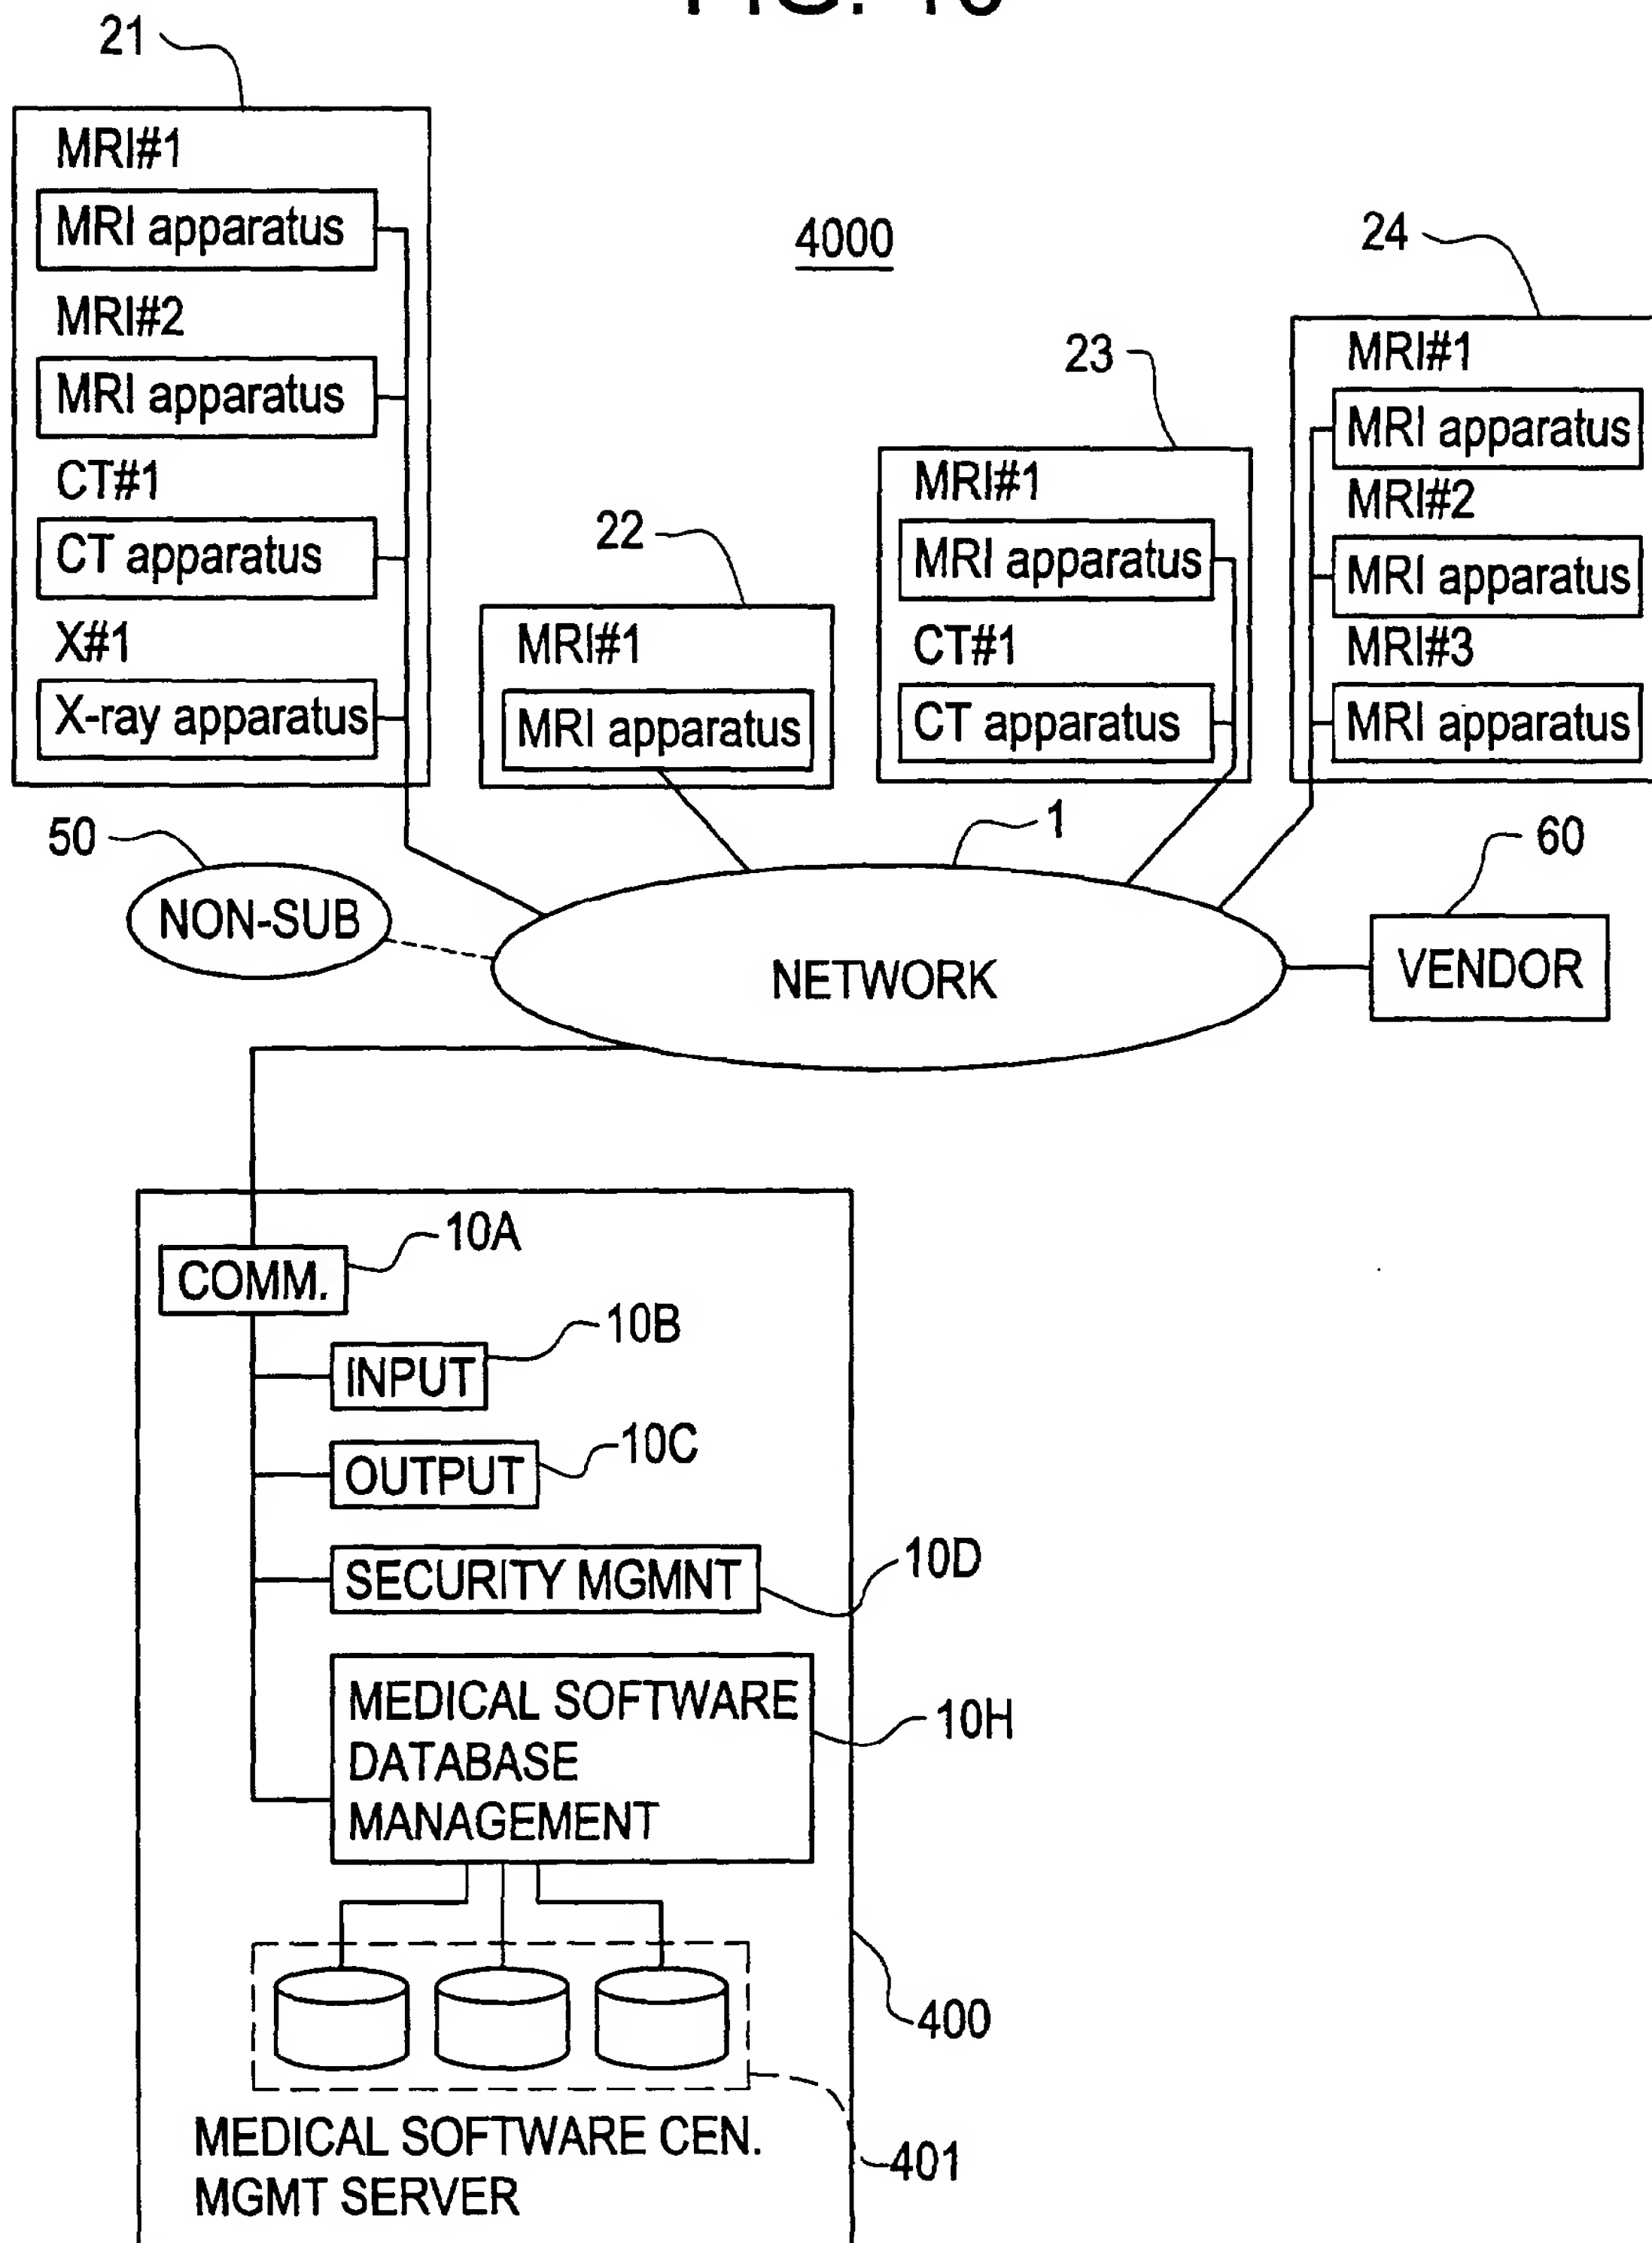 21
MRI#1
MRI apparatus
MRI#2
MRI apparatus
CT#1
CT apparatus
X#1
X-ray apparatus
4000
22
MRI#1
MRI apparatus
23
MRI#1
MRI apparatus
CT#1
CT apparatus
24
MRI#1
MRI apparatus
MRI#2
MRI apparatus
MRI#3
MRI apparatus
50
NON-SUB
1
NETWORK
60
VENDOR
10A
COMM.
10B
INPUT
10C
OUTPUT
10D
SECURITY MGMNT
10H
MEDICAL SOFTWARE
DATABASE
MANAGEMENT
400
401
MEDICAL SOFTWARE CEN.
MGMT SERVER